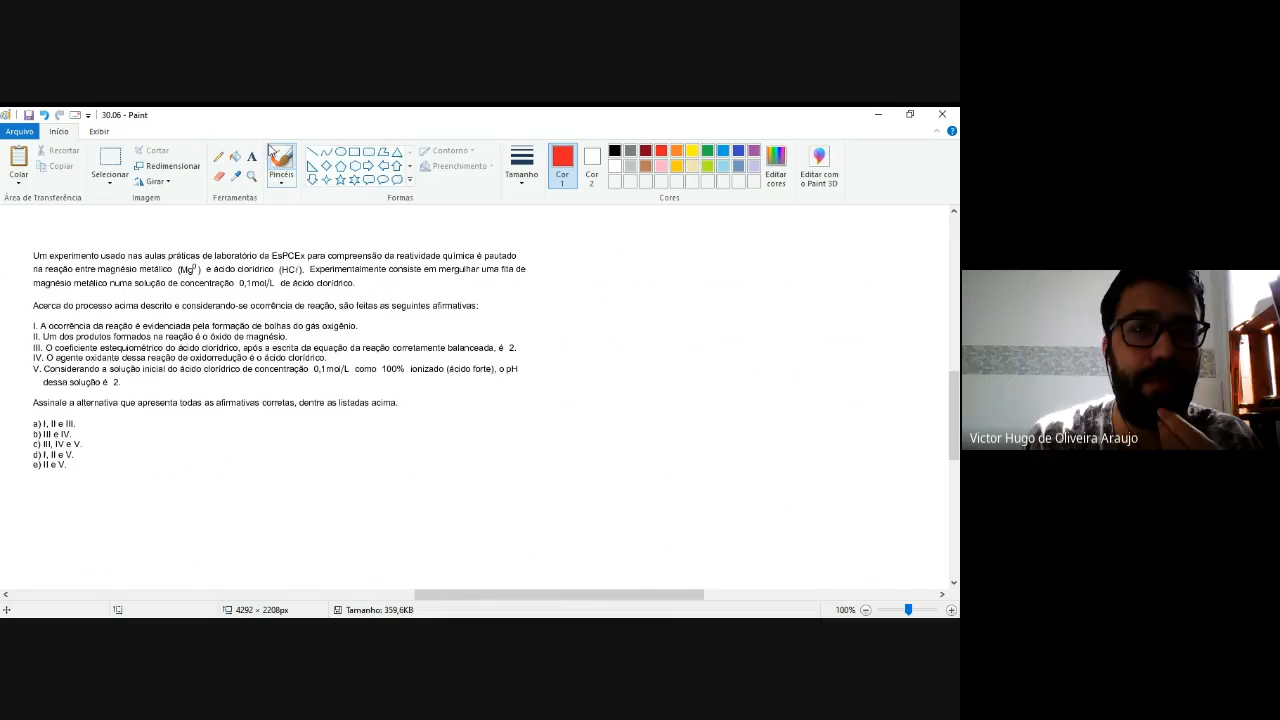 30.06 - Paint
Arquivo Início Exibir
Colar
Recortar
Copiar
Área de Transferência
Selecionar
Cortar
Redimensionar
Girar
Imagem
Ferramentas
Pincéis
Contorno
Preenchimento
Formas
Tamanho
Cor 1
Cor 2
Editar cores
Editar com o Paint 3D
Cores
Um experimento usado nas aulas práticas de laboratório da EsPCEx para compreensão da reatividade química é pautado
na reação entre magnésio metálico (Mg⁰) e ácido clorídrico (HCℓ). Experimentalmente consiste em mergulhar uma fita de
magnésio metálico numa solução de concentração 0,1mol/L de ácido clorídrico.
Acerca do processo acima descrito e considerando-se ocorrência de reação, são feitas as seguintes afirmativas:
I. A ocorrência da reação é evidenciada pela formação de bolhas do gás oxigênio.
II. Um dos produtos formados na reação é o óxido de magnésio.
III. O coeficiente estequiométrico do ácido clorídrico, após a escrita da equação da reação corretamente balanceada, é 2.
IV. O agente oxidante dessa reação de oxidorredução é o ácido clorídrico.
V. Considerando a solução inicial do ácido clorídrico de concentração 0,1mol/L como 100% ionizado (ácido forte), o pH
dessa solução é 2.
Assinale a alternativa que apresenta todas as afirmativas corretas, dentre as listadas acima.
a) I, II e III.
b) III e IV.
c) III, IV e V.
d) I, II e V.
e) II e V.
4292 × 2208px
Tamanho: 359,6KB
100%
Victor Hugo de Oliveira Araujo